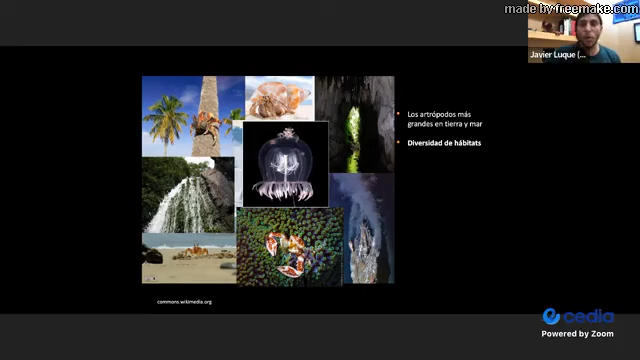 made by freemake.com
Javier Luque (...
Los artrópodos más
grandes en tierra y mar
Diversidad de hábitats
commons.wikimedia.org
cedia
Powered by Zoom